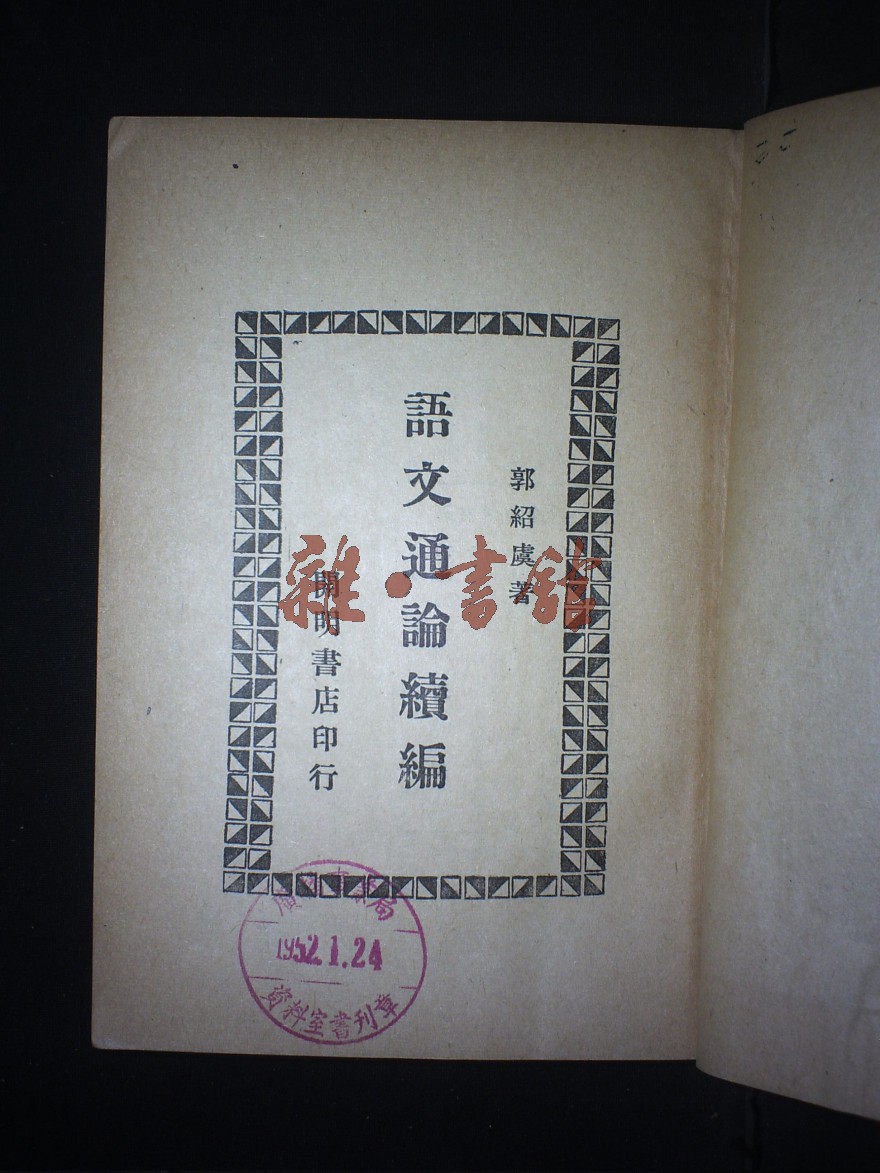 郭紹虞著
語文通論續編
開明書店印行
雜·書館
1952.1.24
資料室書刊章